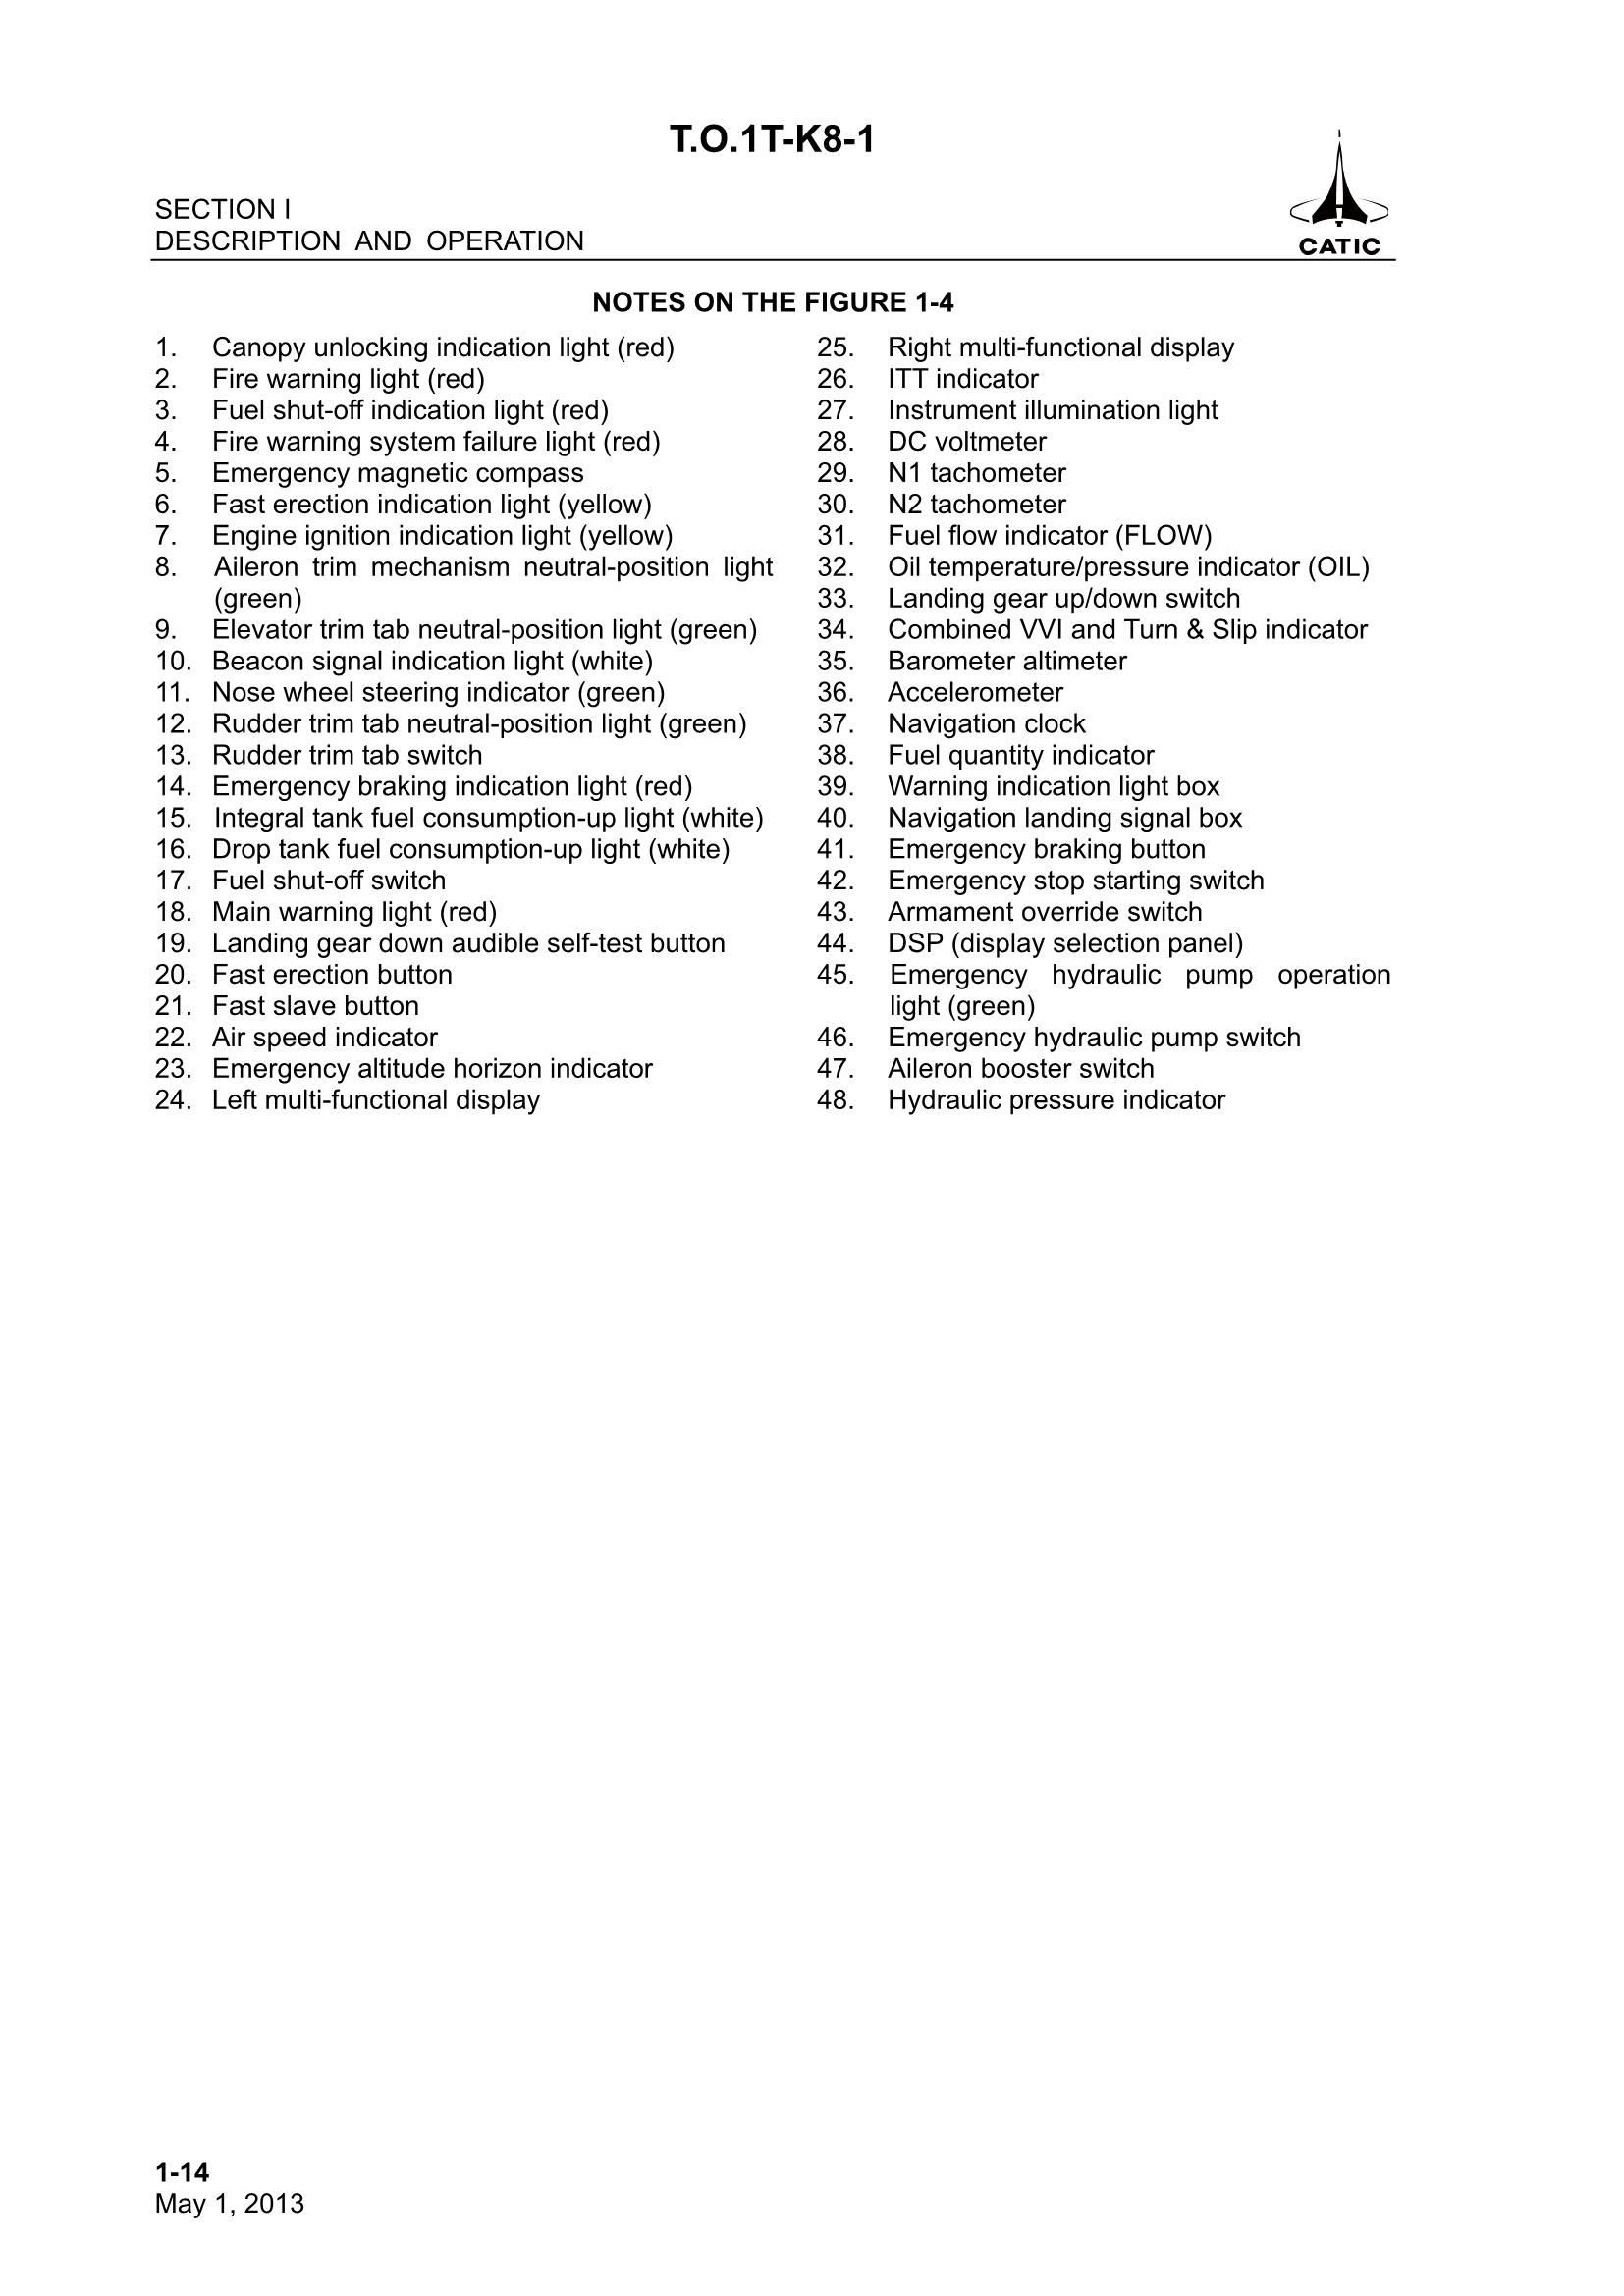 T.O.1T-K8-1
SECTION I
DESCRIPTION AND OPERATION
CATIC
NOTES ON THE FIGURE 1-4
1. Canopy unlocking indication light (red)
2. Fire warning light (red)
3. Fuel shut-off indication light (red)
4. Fire warning system failure light (red)
5. Emergency magnetic compass
6. Fast erection indication light (yellow)
7. Engine ignition indication light (yellow)
8. Aileron trim mechanism neutral-position light
(green)
9. Elevator trim tab neutral-position light (green)
10. Beacon signal indication light (white)
11. Nose wheel steering indicator (green)
12. Rudder trim tab neutral-position light (green)
13. Rudder trim tab switch
14. Emergency braking indication light (red)
15. Integral tank fuel consumption-up light (white)
16. Drop tank fuel consumption-up light (white)
17. Fuel shut-off switch
18. Main warning light (red)
19. Landing gear down audible self-test button
20. Fast erection button
21. Fast slave button
22. Air speed indicator
23. Emergency altitude horizon indicator
24. Left multi-functional display
25. Right multi-functional display
26. ITT indicator
27. Instrument illumination light
28. DC voltmeter
29. N1 tachometer
30. N2 tachometer
31. Fuel flow indicator (FLOW)
32. Oil temperature/pressure indicator (OIL)
33. Landing gear up/down switch
34. Combined VVI and Turn & Slip indicator
35. Barometer altimeter
36. Accelerometer
37. Navigation clock
38. Fuel quantity indicator
39. Warning indication light box
40. Navigation landing signal box
41. Emergency braking button
42. Emergency stop starting switch
43. Armament override switch
44. DSP (display selection panel)
45. Emergency hydraulic pump operation
light (green)
46. Emergency hydraulic pump switch
47. Aileron booster switch
48. Hydraulic pressure indicator
1-14
May 1, 2013